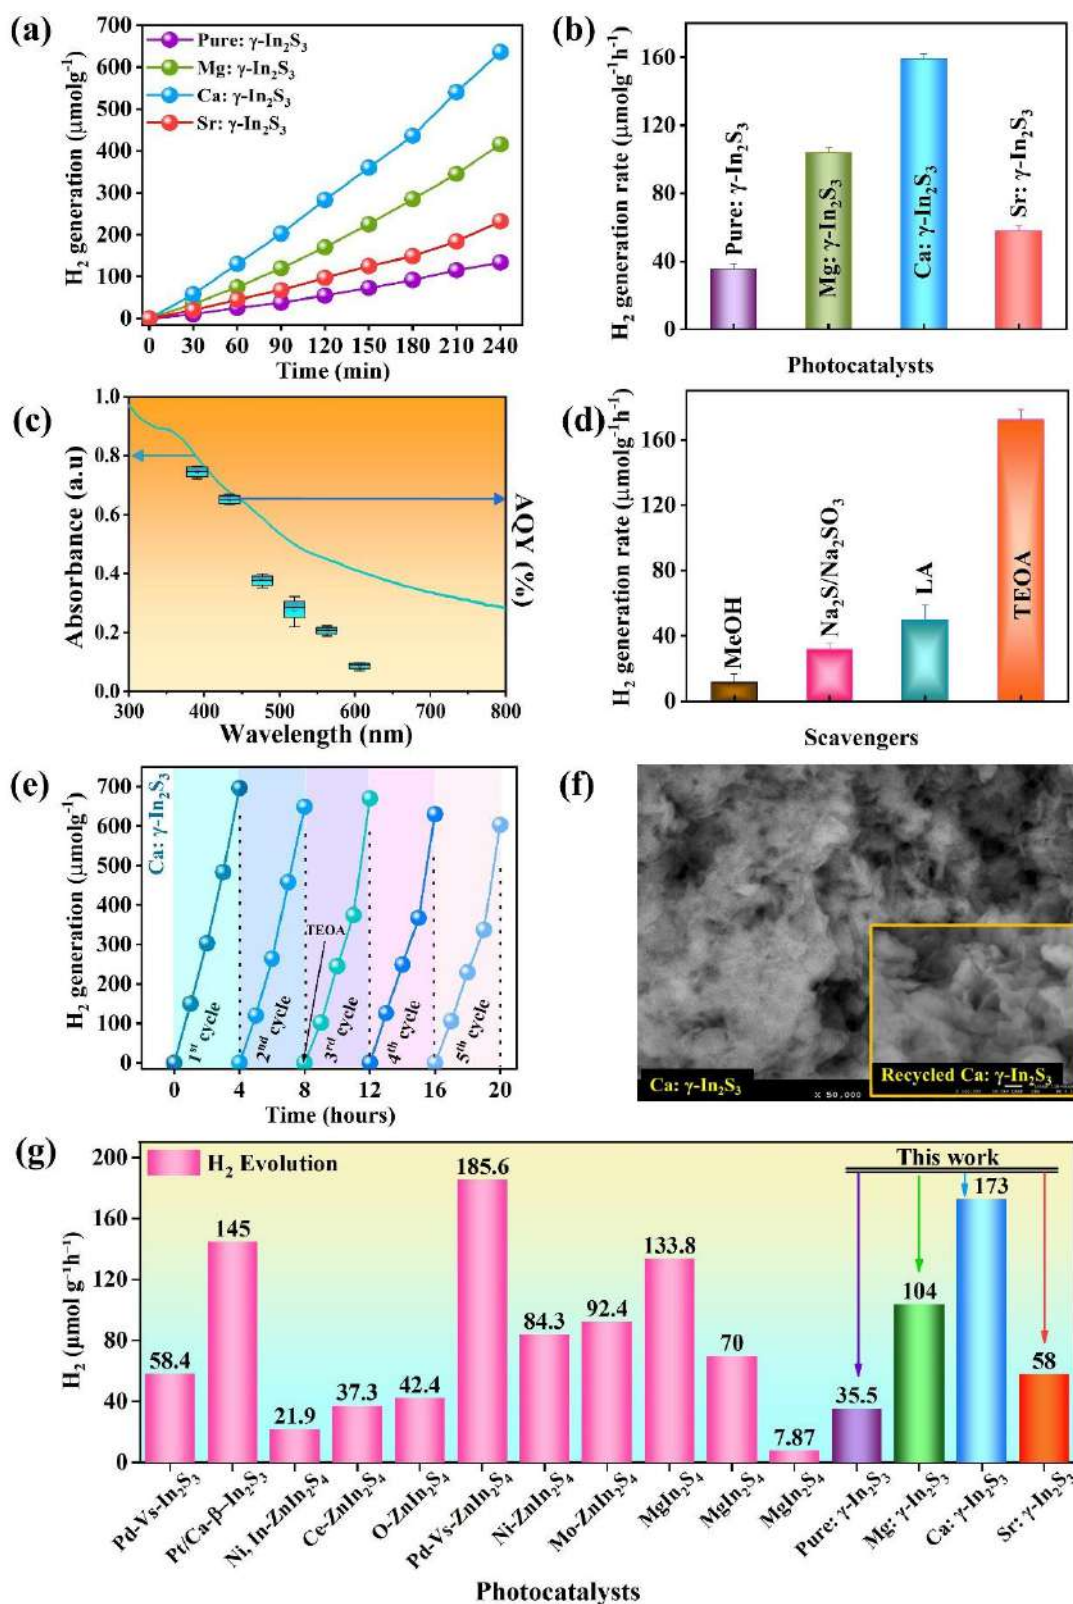 (a)
700
600
500
400
300
200
100
0
H₂ generation (μmolg⁻¹)
Pure: γ-In₂S₃
Mg: γ-In₂S₃
Ca: γ-In₂S₃
Sr: γ-In₂S₃
0 30 60 90 120 150 180 210 240
Time (min)
(b)
160
120
80
40
0
H₂ generation rate (μmolg⁻¹h⁻¹)
Pure: γ-In₂S₃
Mg: γ-In₂S₃
Ca: γ-In₂S₃
Sr: γ-In₂S₃
Photocatalysts
(c)
1.0
0.8
0.6
0.4
0.2
0.0
Absorbance (a.u)
AQY (%)
300 400 500 600 700 800
Wavelength (nm)
(d)
160
120
80
40
0
H₂ generation rate (μmolg⁻¹h⁻¹)
MeOH
Na₂S/Na₂SO₃
LA
TEOA
Scavengers
(e)
700
600
500
400
300
200
100
0
H₂ generation (μmolg⁻¹)
Ca: γ-In₂S₃
TEOA
1ˢᵗ cycle
2ⁿᵈ cycle
3ʳᵈ cycle
4ᵗʰ cycle
5ᵗʰ cycle
0 4 8 12 16 20
Time (hours)
(f)
Ca: γ-In₂S₃
X 50,000
Recycled Ca: γ-In₂S₃
(g)
200
160
120
80
40
0
H₂ (μmol g⁻¹h⁻¹)
H₂ Evolution
This work
58.4
145
21.9
37.3
42.4
185.6
84.3
92.4
133.8
70
7.87
35.5
104
173
58
Pd-Vs-In₂S₃
Pt/Ca-β–In₂S₃
Ni, In-ZnIn₂S₄
Ce-ZnIn₂S₄
O-ZnIn₂S₄
Pd-Vs-ZnIn₂S₄
Ni-ZnIn₂S₄
Mo-ZnIn₂S₄
MgIn₂S₄
MgIn₂S₄
MgIn₂S₄
Pure: γ-In₂S₃
Mg: γ-In₂S₃
Ca: γ-In₂S₃
Sr: γ-In₂S₃
Photocatalysts